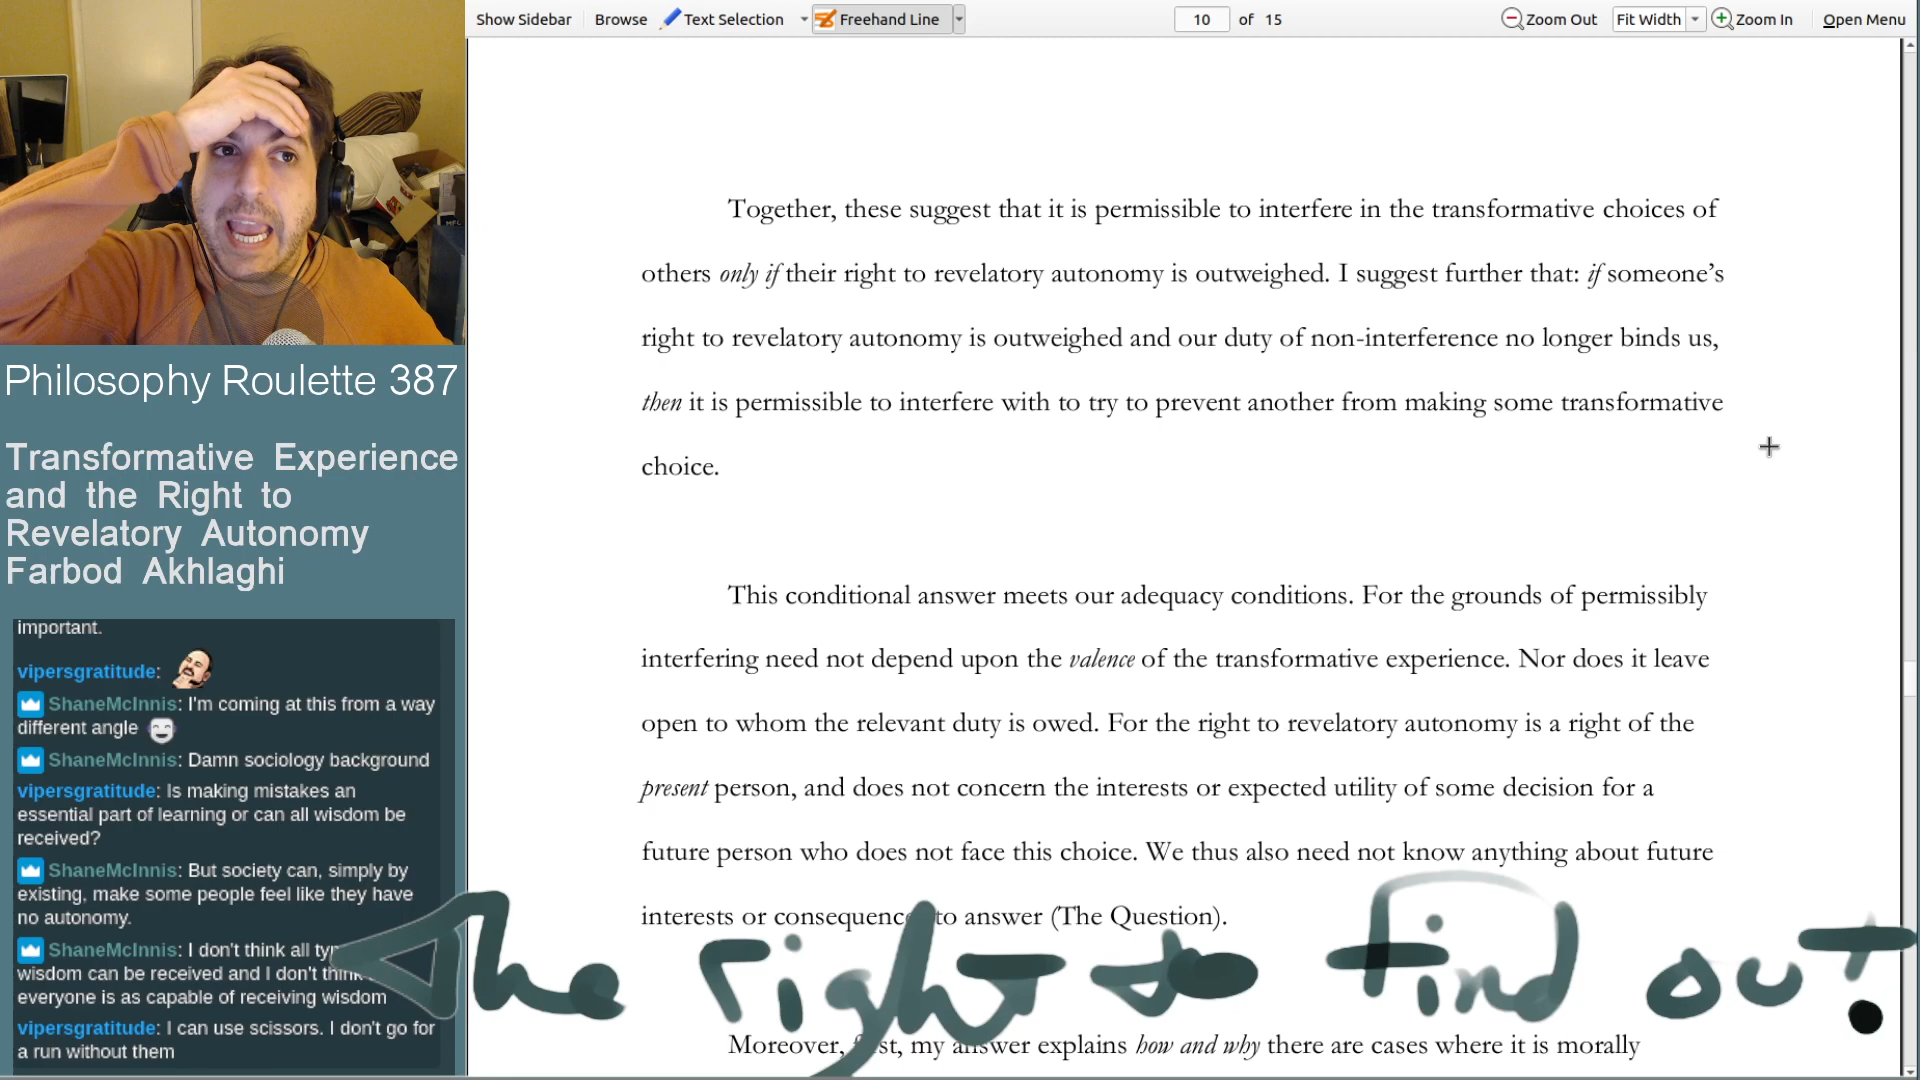 Show Sidebar Browse Text Selection Freehand Line 10 of 15 Zoom Out Fit Width Zoom In Open Menu
Together, these suggest that it is permissible to interfere in the transformative choices of
others only if their right to revelatory autonomy is outweighed. I suggest further that: if someone's
right to revelatory autonomy is outweighed and our duty of non-interference no longer binds us,
then it is permissible to interfere with to try to prevent another from making some transformative
choice.
This conditional answer meets our adequacy conditions. For the grounds of permissibly
interfering need not depend upon the valence of the transformative experience. Nor does it leave
open to whom the relevant duty is owed. For the right to revelatory autonomy is a right of the
present person, and does not concern the interests or expected utility of some decision for a
future person who does not face this choice. We thus also need not know anything about future
interests or consequenc to answer (The Question).
the right to find out.
Moreover, my answer explains how and why there are cases where it is morally
Philosophy Roulette 387
Transformative Experience
and the Right to
Revelatory Autonomy
Farbod Akhlaghi
important.
vipersgratitude:
ShaneMcInnis: I'm coming at this from a way
different angle
ShaneMcInnis: Damn sociology background
vipersgratitude: Is making mistakes an
essential part of learning or can all wisdom be
received?
ShaneMcInnis: But society can, simply by
existing, make some people feel like they have
no autonomy.
ShaneMcInnis: I don't think all
wisdom can be received and I don't think
everyone is as capable of receiving wisdom
vipersgratitude: I can use scissors. I don't go for
a run without them